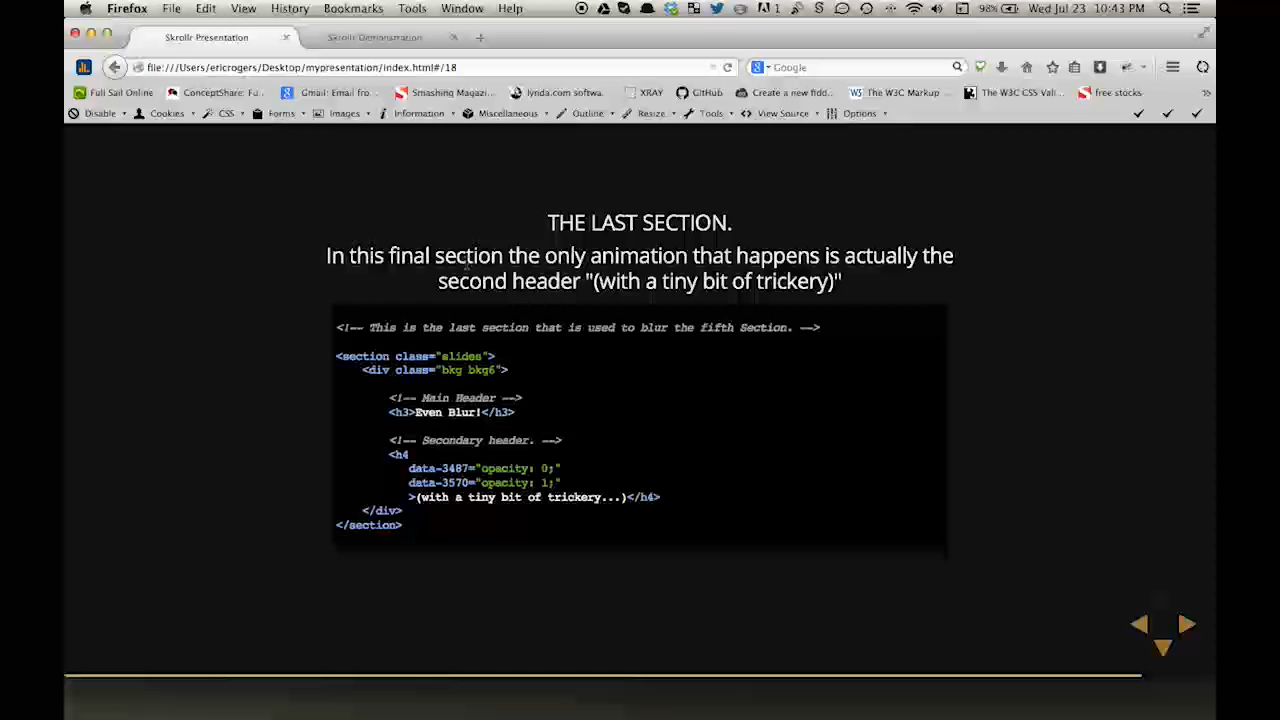 Firefox File Edit View History Bookmarks Tools Window Help 1 98% Wed Jul 23 10:43 PM
Skrollr Presentation Skrollr Demonstration
file:///Users/ericrogers/Desktop/mypresentation/index.html#/18 Google
Full Sail Online ConceptShare: Fu... Gmail: Email fro... Smashing Magazi... lynda.com softwa... XRAY GitHub Create a new fidd... The W3C Markup ... The W3C CSS Vali... free stocks
Disable Cookies CSS Forms Images Information Miscellaneous Outline Resize Tools View Source Options
THE LAST SECTION.
In this final section the only animation that happens is actually the
second header "(with a tiny bit of trickery)"
<!-- This is the last section that is used to blur the fifth Section. -->
<section class="slides">
<div class="bkg bkg6">
<!-- Main Header -->
<h3>Even Blur!</h3>
<!-- Secondary header. -->
<h4
data-3487="opacity: 0;"
data-3570="opacity: 1;"
>(with a tiny bit of trickery...)</h4>
</div>
</section>